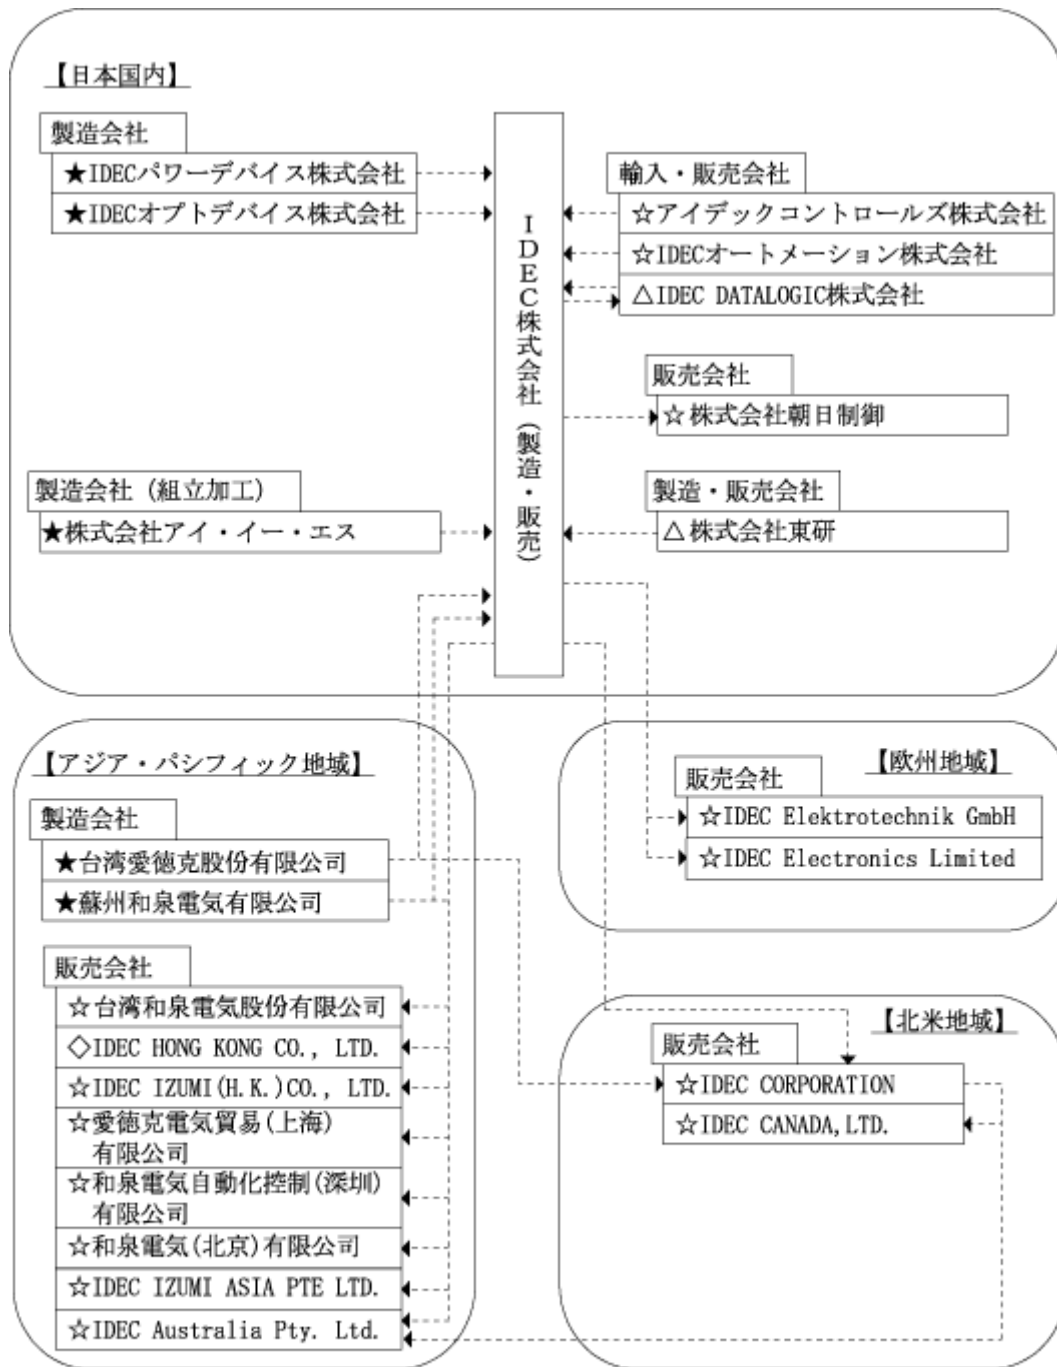 【日本国内】
製造会社
★IDECパワーデバイス株式会社
★IDECオプトデバイス株式会社
製造会社（組立加工）
★株式会社アイ・イー・エス
IDEC株式会社（製造・販売）
輸入・販売会社
☆アイデックコントロールズ株式会社
☆IDECオートメーション株式会社
△IDEC DATALOGIC株式会社
販売会社
☆株式会社朝日制御
製造・販売会社
△株式会社東研
【アジア・パシフィック地域】
製造会社
★台湾愛徳克股份有限公司
★蘇州和泉電気有限公司
販売会社
☆台湾和泉電気股份有限公司
◇IDEC HONG KONG CO., LTD.
☆IDEC IZUMI(H.K.)CO., LTD.
☆愛徳克電気貿易(上海)
有限公司
☆和泉電気自動化控制(深圳)
有限公司
☆和泉電気(北京)有限公司
☆IDEC IZUMI ASIA PTE LTD.
☆IDEC Australia Pty. Ltd.
【欧州地域】
販売会社
☆IDEC Elektrotechnik GmbH
☆IDEC Electronics Limited
【北米地域】
販売会社
☆IDEC CORPORATION
☆IDEC CANADA,LTD.